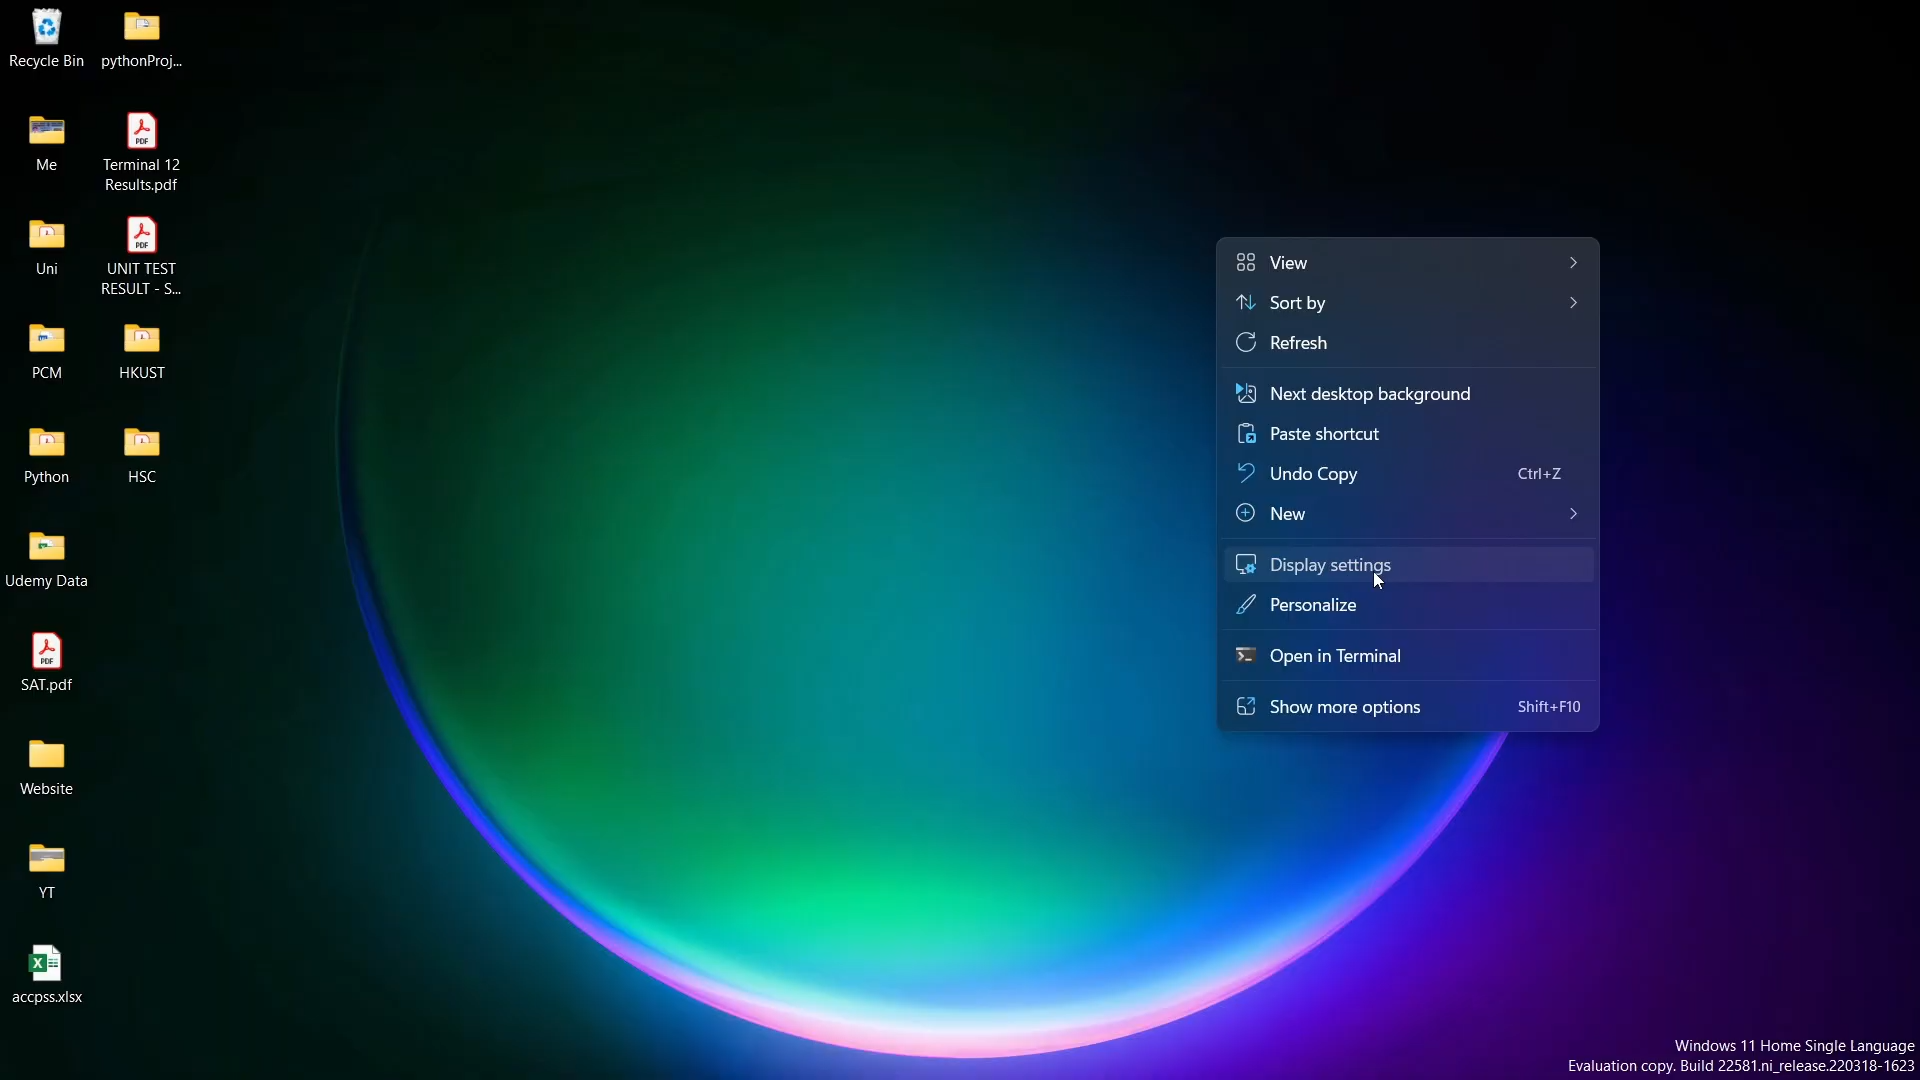 Recycle Bin
pythonProj...
Me
Terminal 12
Results.pdf
Uni
UNIT TEST
RESULT - S...
PCM
HKUST
Python
HSC
Udemy Data
SAT.pdf
Website
YT
accpss.xlsx
View
Sort by
Refresh
Next desktop background
Paste shortcut
Undo Copy Ctrl+Z
New
Display settings
Personalize
Open in Terminal
Show more options Shift+F10
Windows 11 Home Single Language
Evaluation copy. Build 22581.ni_release.220318-1623